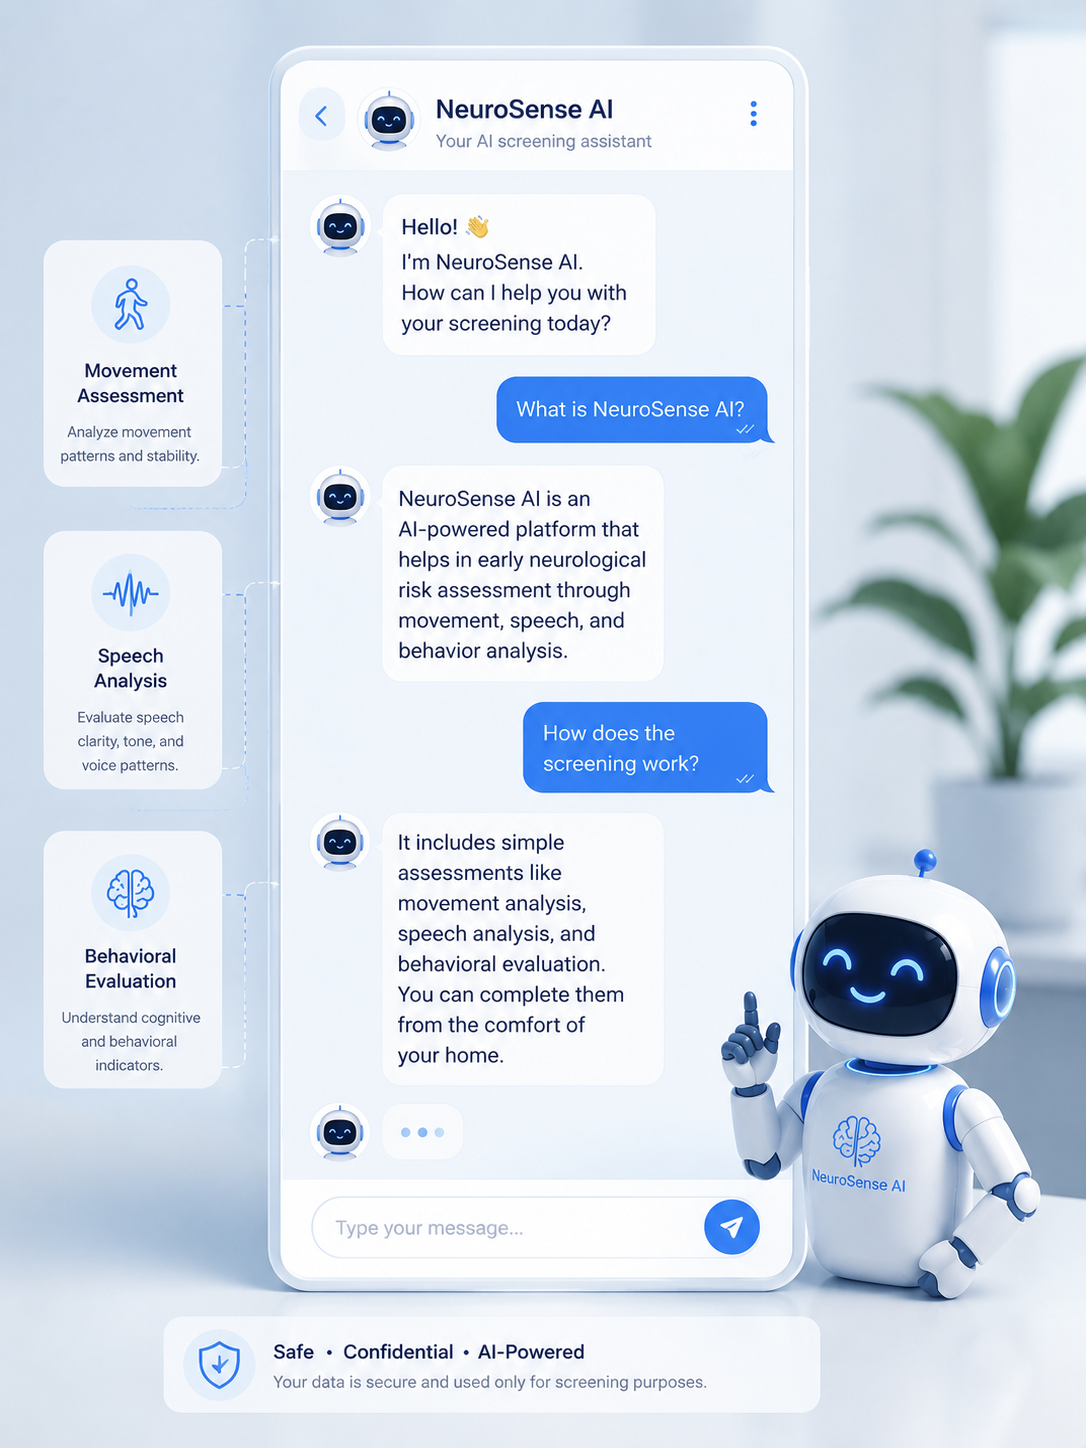 NeuroSense AI
Your AI screening assistant
Hello! 👋
I'm NeuroSense AI.
How can I help you with
your screening today?
What is NeuroSense AI?
NeuroSense AI is an
AI-powered platform that
helps in early neurological
risk assessment through
movement, speech, and
behavior analysis.
How does the
screening work?
It includes simple
assessments like
movement analysis,
speech analysis, and
behavioral evaluation.
You can complete them
from the comfort of
your home.
Type your message...
Movement
Assessment
Analyze movement
patterns and stability.
Speech
Analysis
Evaluate speech
clarity, tone, and
voice patterns.
Behavioral
Evaluation
Understand cognitive
and behavioral
indicators.
NeuroSense AI
Safe • Confidential • AI-Powered
Your data is secure and used only for screening purposes.